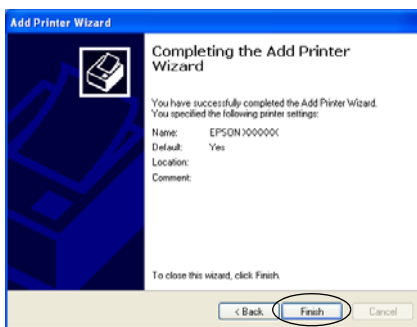 Add Printer Wizard
Completing the Add Printer
Wizard
You have successfully completed the Add Printer Wizard.
You specified the following printer settings:
Name: EPSON XXXXXX
Default: Yes
Location:
Comment:
To close this wizard, click Finish.
< Back Finish Cancel